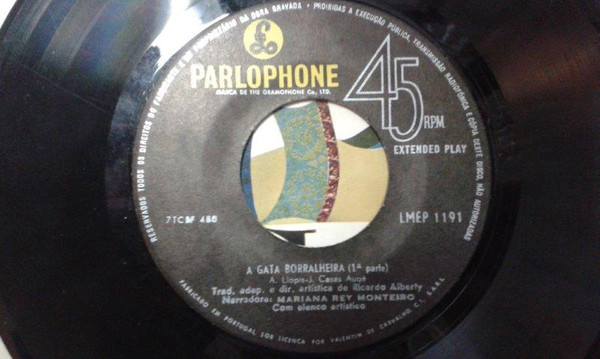 RESERVADOS TODOS OS DIREITOS DO FABRICANTE E DO PROPRIETÁRIO DA OBRA GRAVADA • PROIBIDAS A EXECUÇÃO PÚBLICA, TRANSMISSÃO RADIOFÓNICA E CÓPIA DESTE DISCO, NÃO AUTORIZADAS
PARLOPHONE
MARCA DE THE GRAMOPHONE Co. LTD.
45 RPM
EXTENDED PLAY
7TCM 480
LMEP 1191
A GATA BORRALHEIRA (1ª parte)
A. Llopis-J. Casas Augé
Trad. adap. e dir. artística de Ricardo Alberty
Narradora: MARIANA REY MONTEIRO
Com elenco artístico
FABRICADO EM PORTUGAL SOB LICENÇA POR VALENTIM DE CARVALHO, C.I. S.A.R.L.